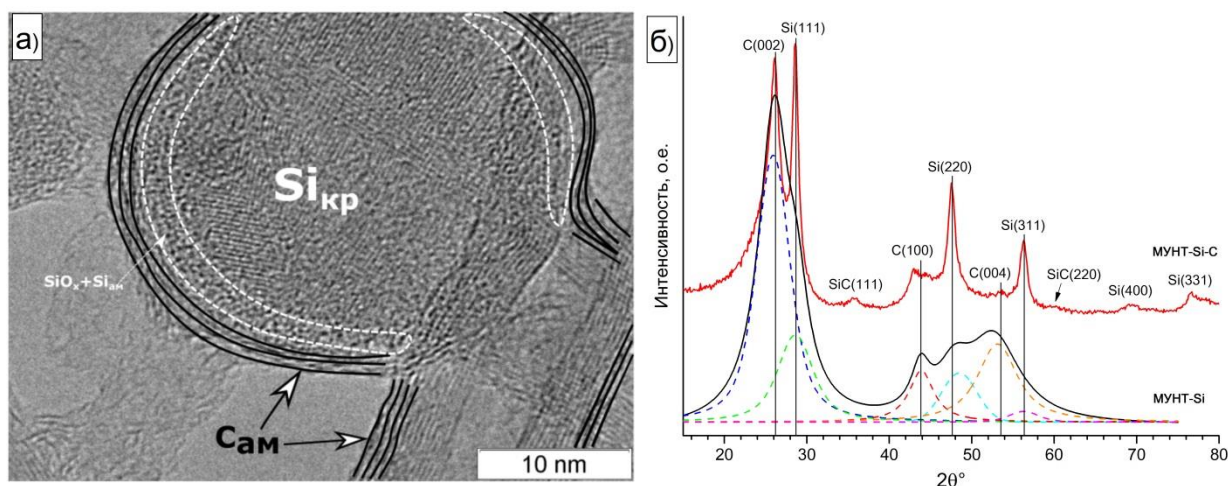 а)
Siкр
SiOx+Siам
Cам
10 nm
б)
Интенсивность, о.е.
C(002)
Si(111)
Si(220)
Si(311)
МУНТ-Si-C
C(100)
C(004)
SiC(111)
SiC(220)
Si(400)
Si(331)
МУНТ-Si
20 30 40 50 60 70 80
2θ°